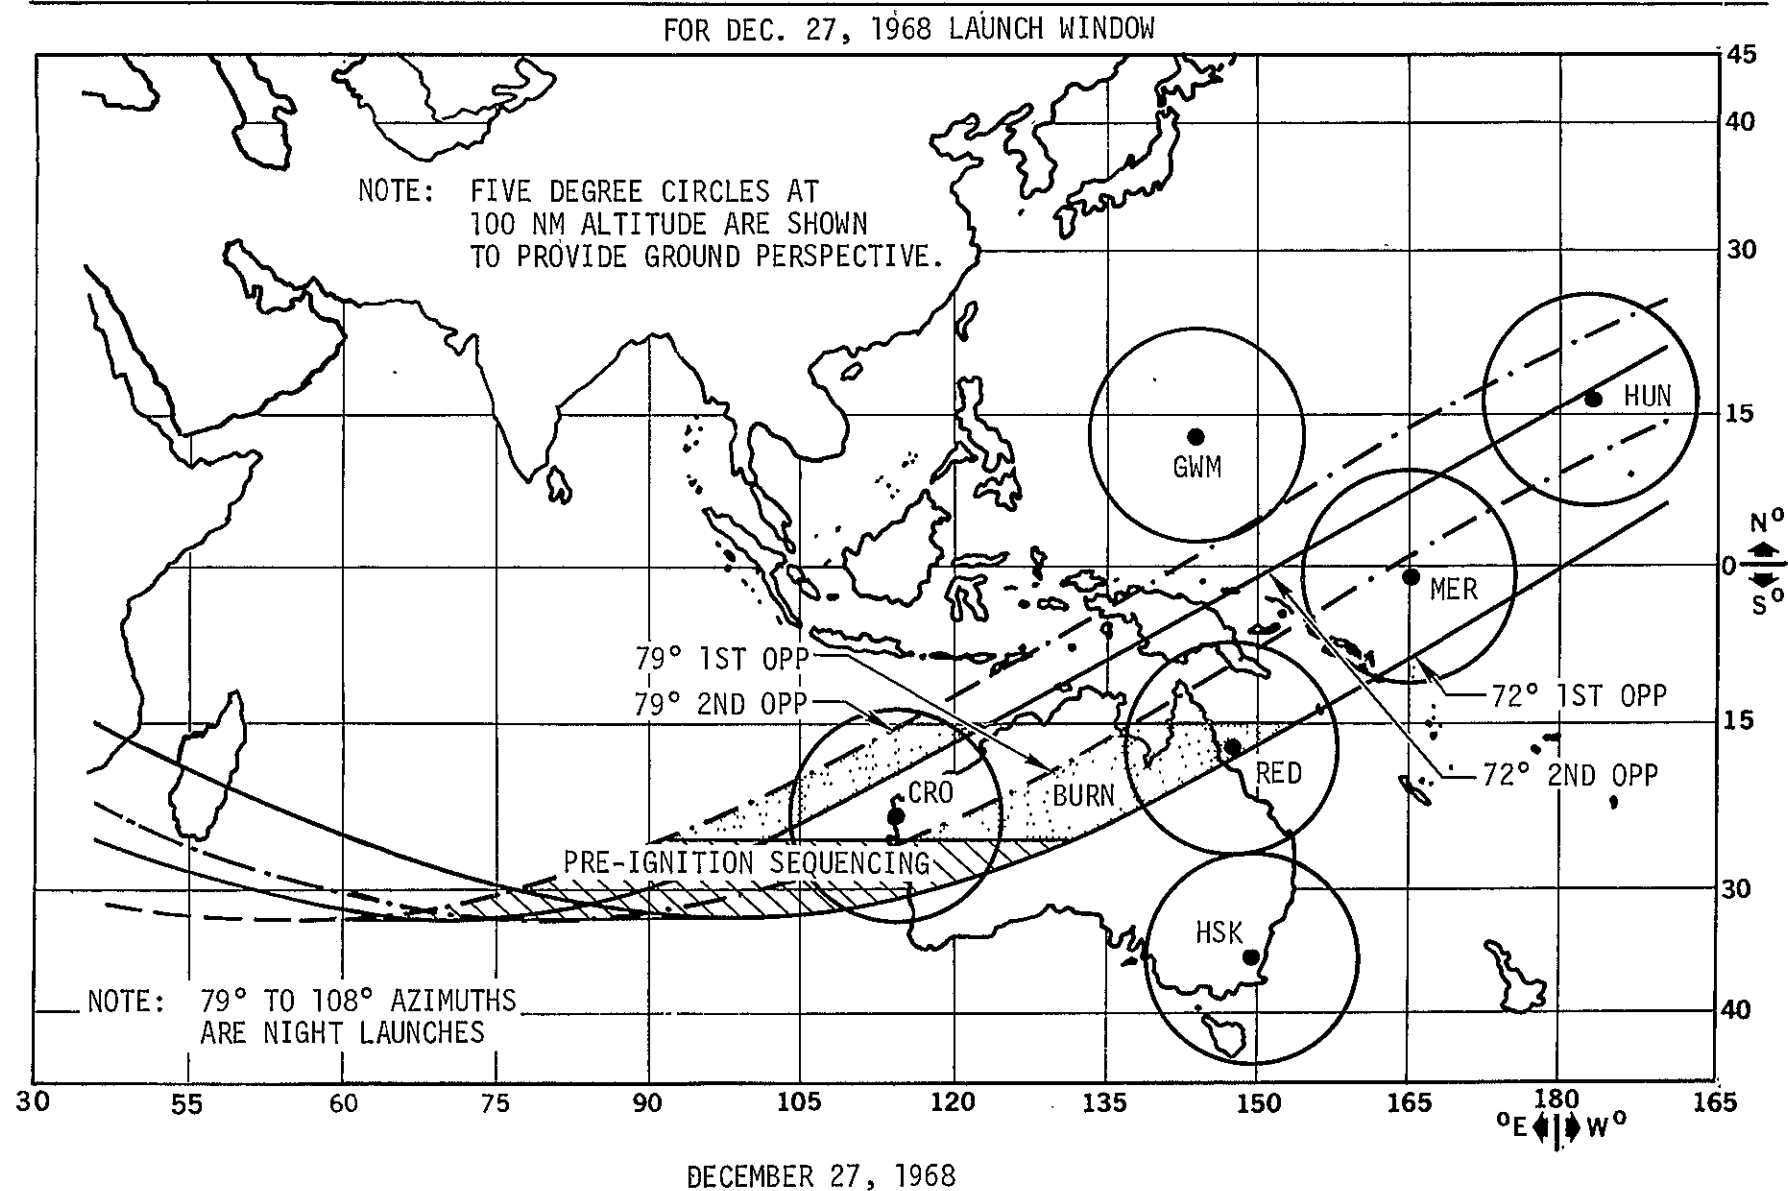 FOR DEC. 27, 1968 LAUNCH WINDOW
45
40
NOTE: FIVE DEGREE CIRCLES AT
100 NM ALTITUDE ARE SHOWN
TO PROVIDE GROUND PERSPECTIVE.
30
HUN
15
GWM
N°
0
MER
S°
79° 1ST OPP
79° 2ND OPP
72° 1ST OPP
15
RED
72° 2ND OPP
CRO
BURN
PRE-IGNITION SEQUENCING
30
HSK
NOTE: 79° TO 108° AZIMUTHS
ARE NIGHT LAUNCHES
40
30 55 60 75 90 105 120 135 150 165 180 165
°E W°
DECEMBER 27, 1968